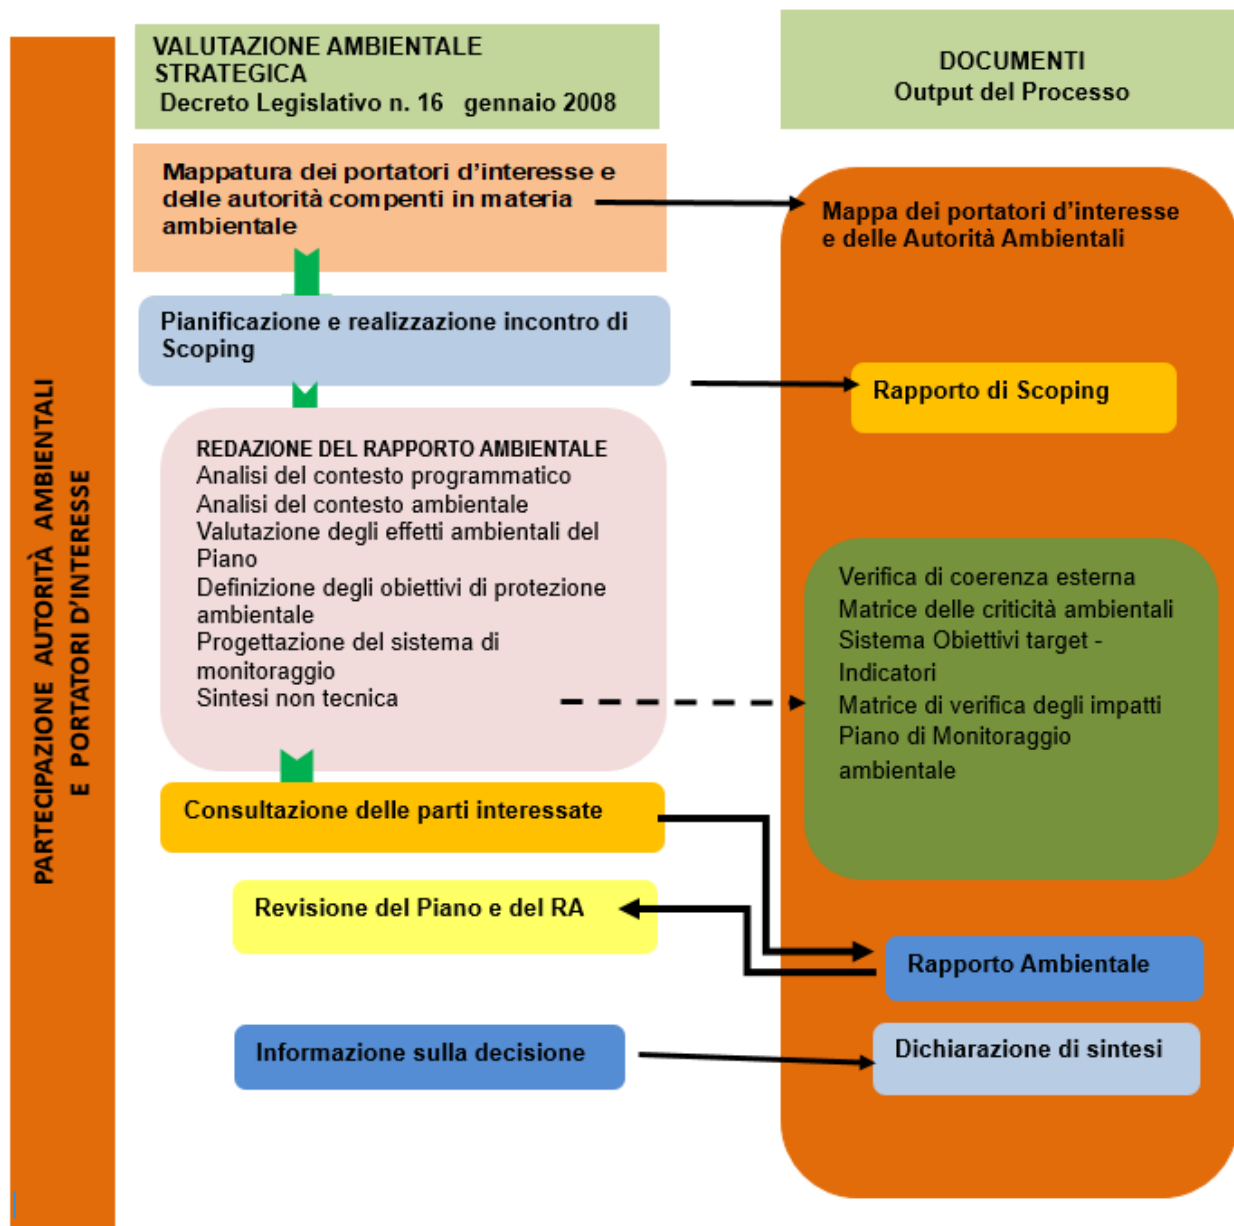 PARTECIPAZIONE AUTORITÀ AMBIENTALI
E PORTATORI D'INTERESSE
VALUTAZIONE AMBIENTALE
STRATEGICA
Decreto Legislativo n. 16 gennaio 2008
Mappatura dei portatori d'interesse e
delle autorità compenti in materia
ambientale
Pianificazione e realizzazione incontro di
Scoping
REDAZIONE DEL RAPPORTO AMBIENTALE
Analisi del contesto programmatico
Analisi del contesto ambientale
Valutazione degli effetti ambientali del
Piano
Definizione degli obiettivi di protezione
ambientale
Progettazione del sistema di
monitoraggio
Sintesi non tecnica
Consultazione delle parti interessate
Revisione del Piano e del RA
Informazione sulla decisione
DOCUMENTI
Output del Processo
Mappa dei portatori d'interesse
e delle Autorità Ambientali
Rapporto di Scoping
Verifica di coerenza esterna
Matrice delle criticità ambientali
Sistema Obiettivi target -
Indicatori
Matrice di verifica degli impatti
Piano di Monitoraggio
ambientale
Rapporto Ambientale
Dichiarazione di sintesi